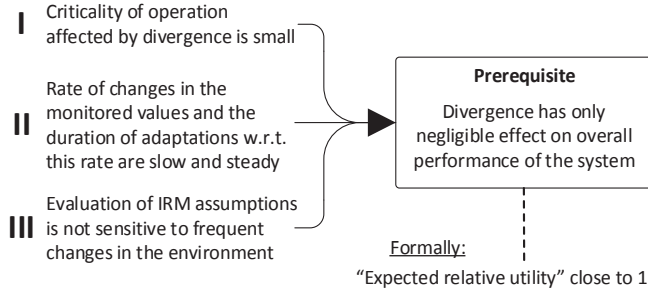 I
Criticality of operation
affected by divergence is small
II
Rate of changes in the
monitored values and the
duration of adaptations w.r.t.
this rate are slow and steady
III
Evaluation of IRM assumptions
is not sensitive to frequent
changes in the environment
Prerequisite
Divergence has only
negligible effect on overall
performance of the system
Formally:
“Expected relative utility” close to 1